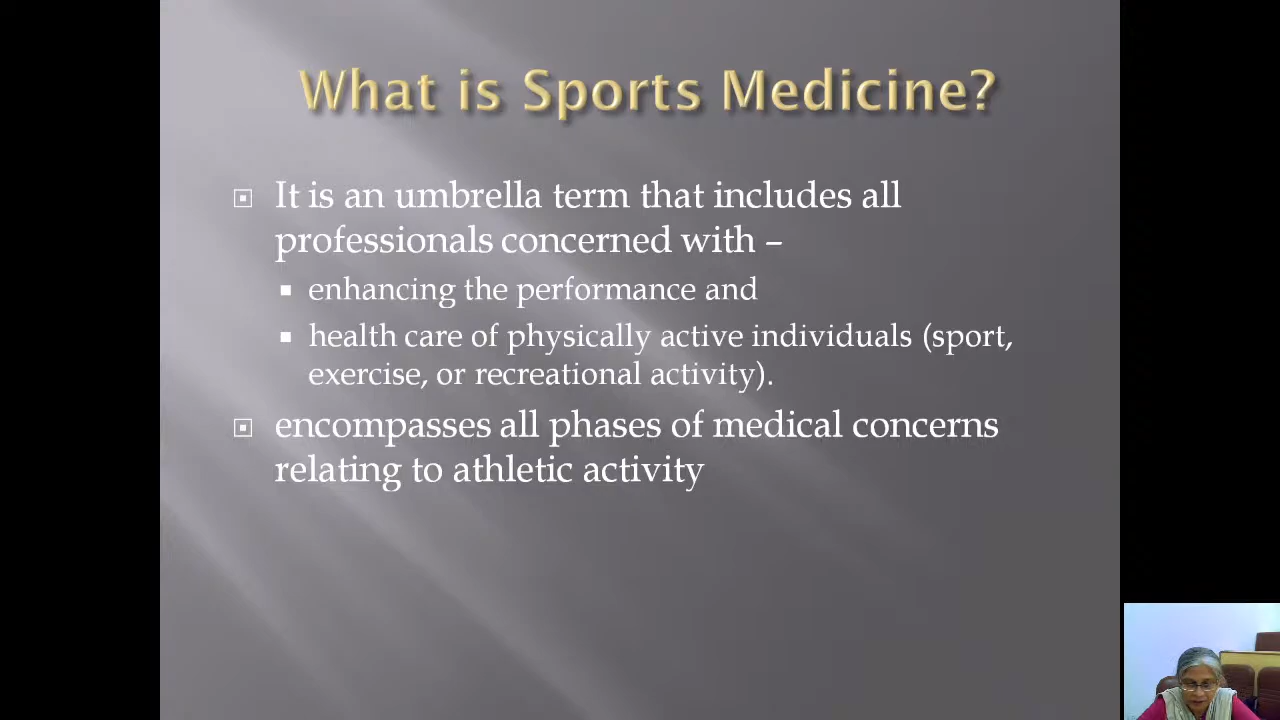 What is Sports Medicine?
It is an umbrella term that includes all
professionals concerned with –
enhancing the performance and
health care of physically active individuals (sport,
exercise, or recreational activity).
encompasses all phases of medical concerns
relating to athletic activity